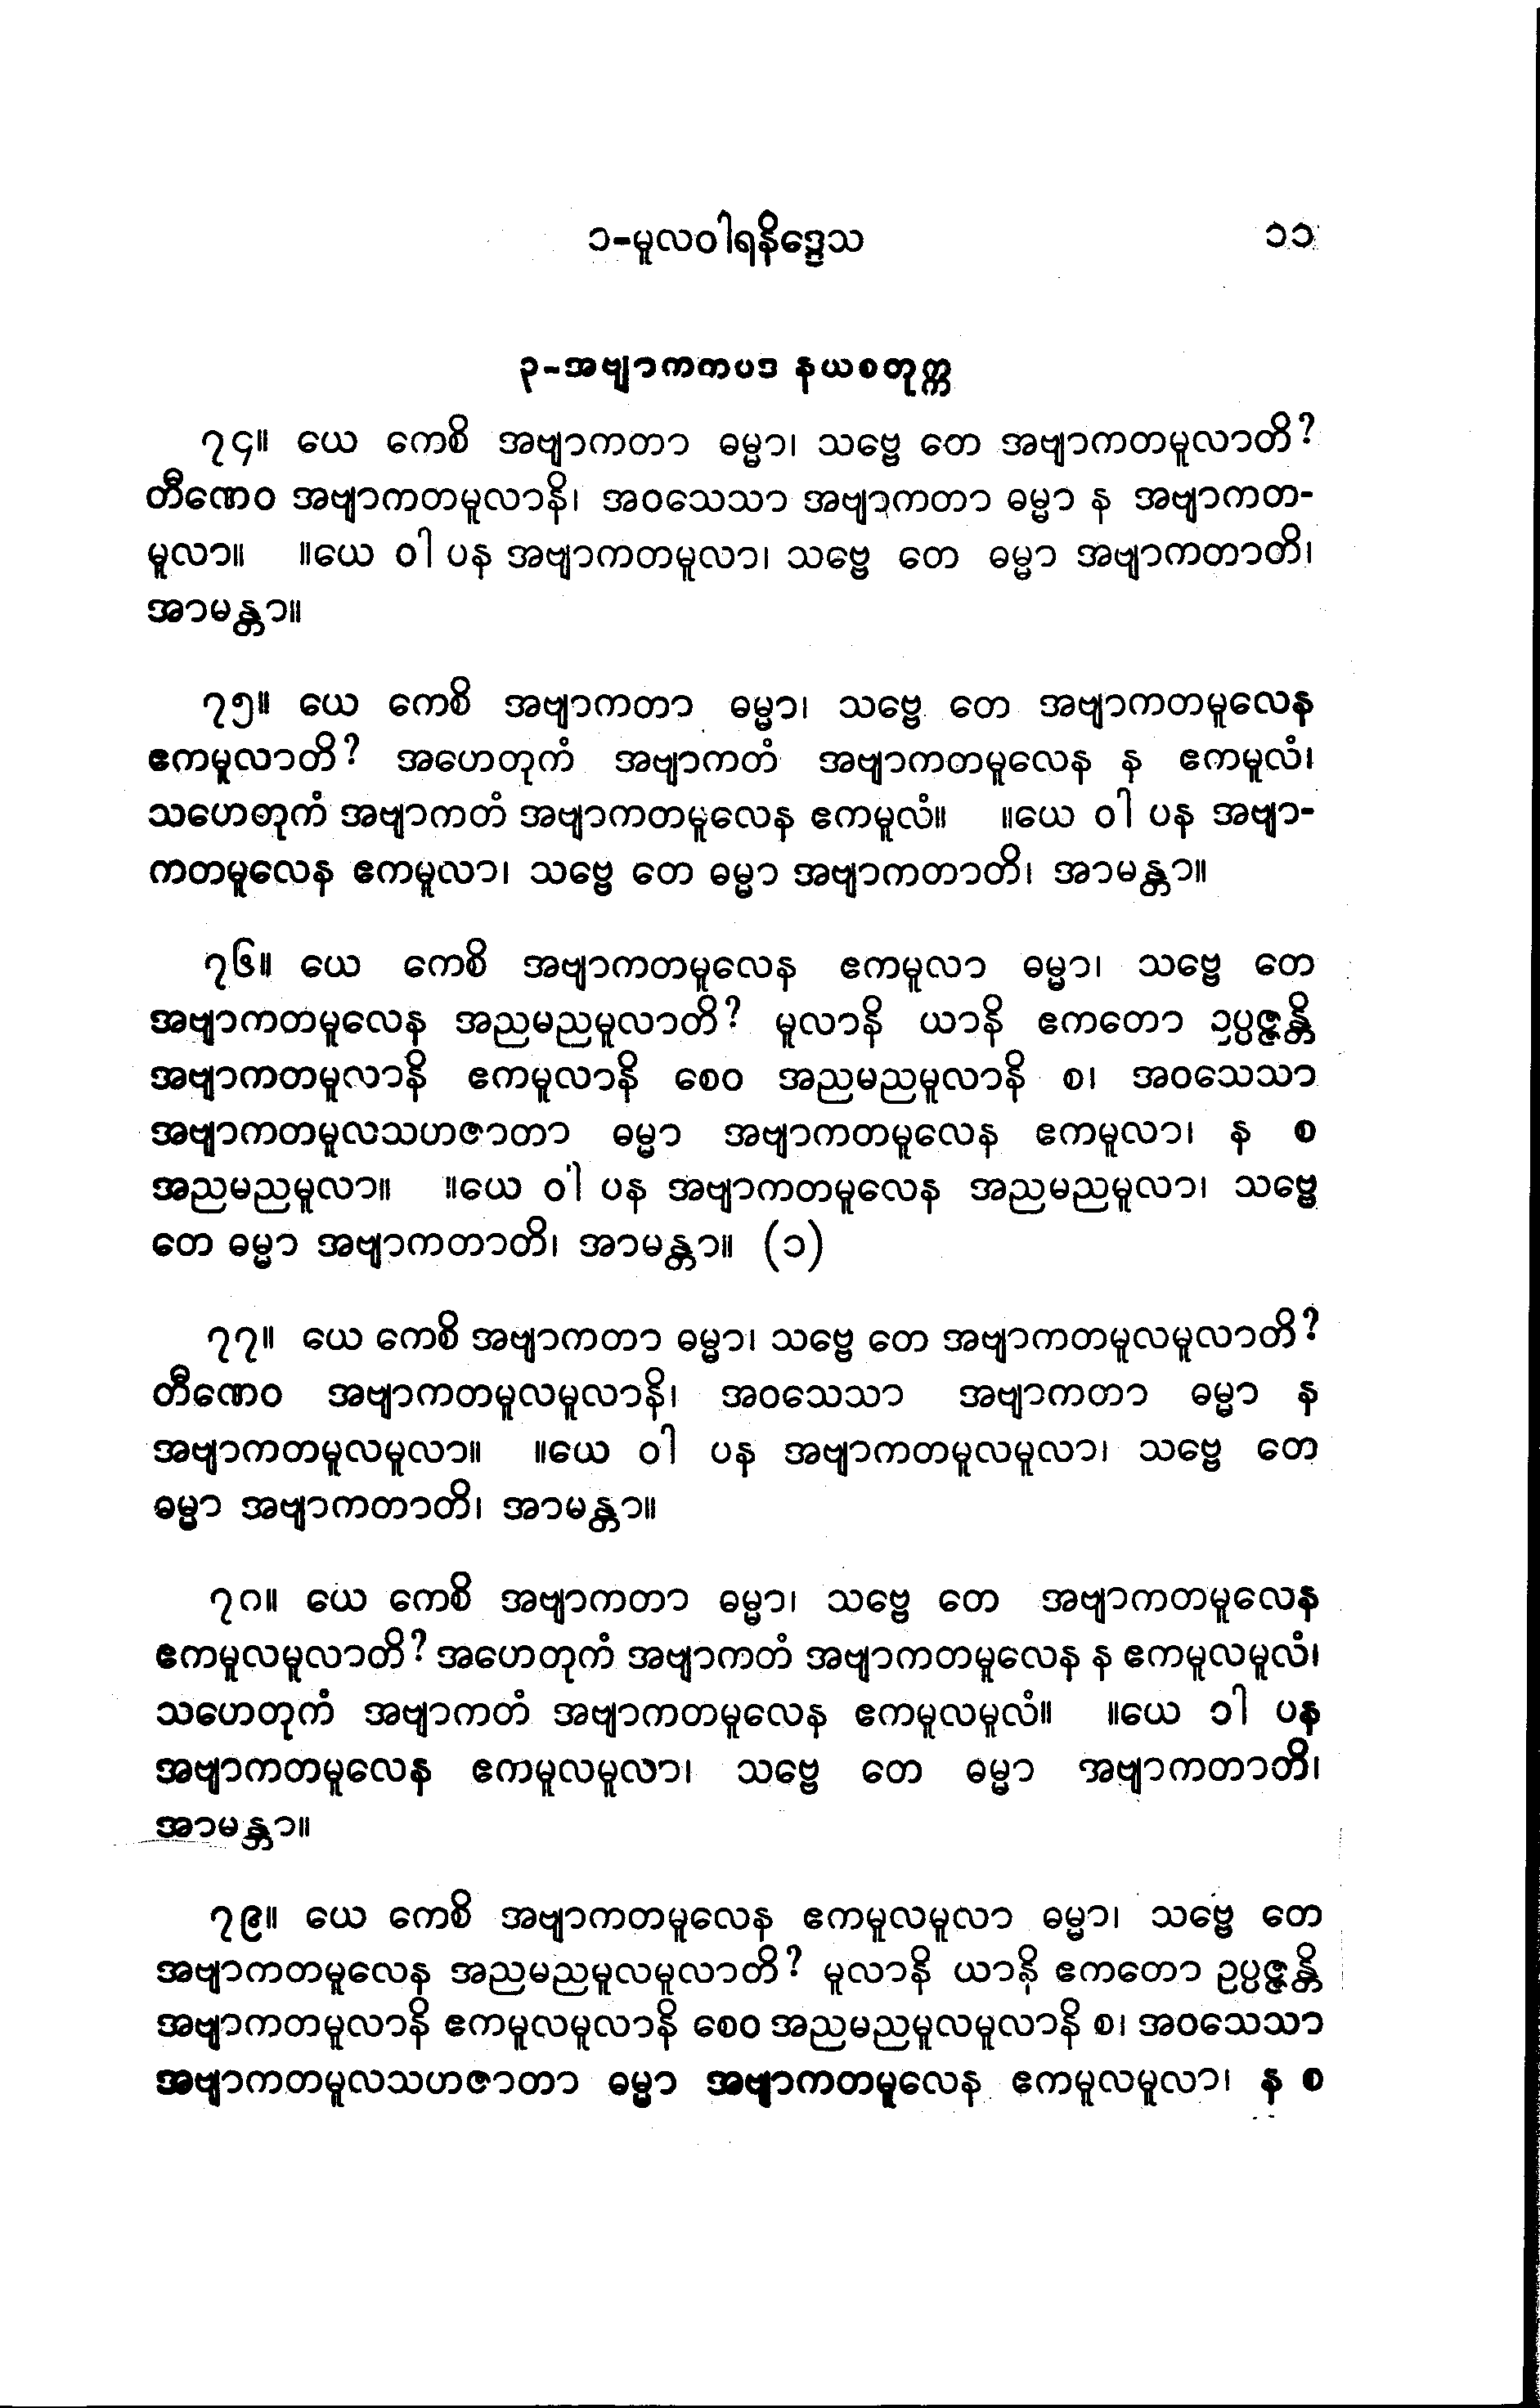 ၁-မူလဝါရနိဒ္ဒေသ ၁၁
၃-အဗျာကကပဒ နယစတုက္က
၇၄။ ယေ ကေစိ အဗျာကတာ ဓမ္မာ၊ သဗ္ဗေ တေ အဗျာကတမူလာတိ?
တီဏေဝ အဗျာကတမူလာနိ၊ အဝသေသာ အဗျာကတာ ဓမ္မာ န အဗျာကတ-
မူလာ။ ။ယေ ဝါ ပန အဗျာကတမူလာ၊ သဗ္ဗေ တေ ဓမ္မာ အဗျာကတာတိ၊
အာမန္တာ။
၇၅။ ယေ ကေစိ အဗျာကတာ ဓမ္မာ၊ သဗ္ဗေ တေ အဗျာကတမူလေန
ဧကမူလာတိ? အဟေတုကံ အဗျာကတံ အဗျာကတမူလေန န ဧကမူလံ၊
သဟေတုကံ အဗျာကတံ အဗျာကတမူလေန ဧကမူလံ။ ။ယေ ဝါ ပန အဗျာ-
ကတမူလေန ဧကမူလာ၊ သဗ္ဗေ တေ ဓမ္မာ အဗျာကတာတိ၊ အာမန္တာ။
၇၆။ ယေ ကေစိ အဗျာကတမူလေန ဧကမူလာ ဓမ္မာ၊ သဗ္ဗေ တေ
အဗျာကတမူလေန အညမညမူလာတိ? မူလာနိ ယာနိ ဧကတော ဥပ္ပဇ္ဇန္တိ
အဗျာကတမူလာနိ ဧကမူလာနိ စေဝ အညမညမူလာနိ စ၊ အဝသေသာ
အဗျာကတမူလသဟဇာတာ ဓမ္မာ အဗျာကတမူလေန ဧကမူလာ၊ န စ
အညမညမူလာ။ ။ယေ ဝါ ပန အဗျာကတမူလေန အညမညမူလာ၊ သဗ္ဗေ
တေ ဓမ္မာ အဗျာကတာတိ၊ အာမန္တာ။ (၁)
၇၇။ ယေ ကေစိ အဗျာကတာ ဓမ္မာ၊ သဗ္ဗေ တေ အဗျာကတမူလမူလာတိ?
တီဏေဝ အဗျာကတမူလမူလာနိ၊ အဝသေသာ အဗျာကတာ ဓမ္မာ န
အဗျာကတမူလမူလာ။ ။ယေ ဝါ ပန အဗျာကတမူလမူလာ၊ သဗ္ဗေ တေ
ဓမ္မာ အဗျာကတာတိ၊ အာမန္တာ။
၇၈။ ယေ ကေစိ အဗျာကတာ ဓမ္မာ၊ သဗ္ဗေ တေ အဗျာကတမူလေန
ဧကမူလမူလာတိ? အဟေတုကံ အဗျာကတံ အဗျာကတမူလေန န ဧကမူလမူလံ၊
သဟေတုကံ အဗျာကတံ အဗျာကတမူလေန ဧကမူလမူလံ။ ။ယေ ဝါ ပန
အဗျာကတမူလေန ဧကမူလမူလာ၊ သဗ္ဗေ တေ ဓမ္မာ အဗျာကတာတိ၊
အာမန္တာ။
၇၉။ ယေ ကေစိ အဗျာကတမူလေန ဧကမူလမူလာ ဓမ္မာ၊ သဗ္ဗေ တေ
အဗျာကတမူလေန အညမညမူလမူလာတိ? မူလာနိ ယာနိ ဧကတော ဥပ္ပဇ္ဇန္တိ
အဗျာကတမူလာနိ ဧကမူလမူလာနိ စေဝ အညမညမူလမူလာနိ စ၊ အဝသေသာ
အဗျာကတမူလသဟဇာတာ ဓမ္မာ အဗျာကတမူလေန ဧကမူလမူလာ၊ န စ